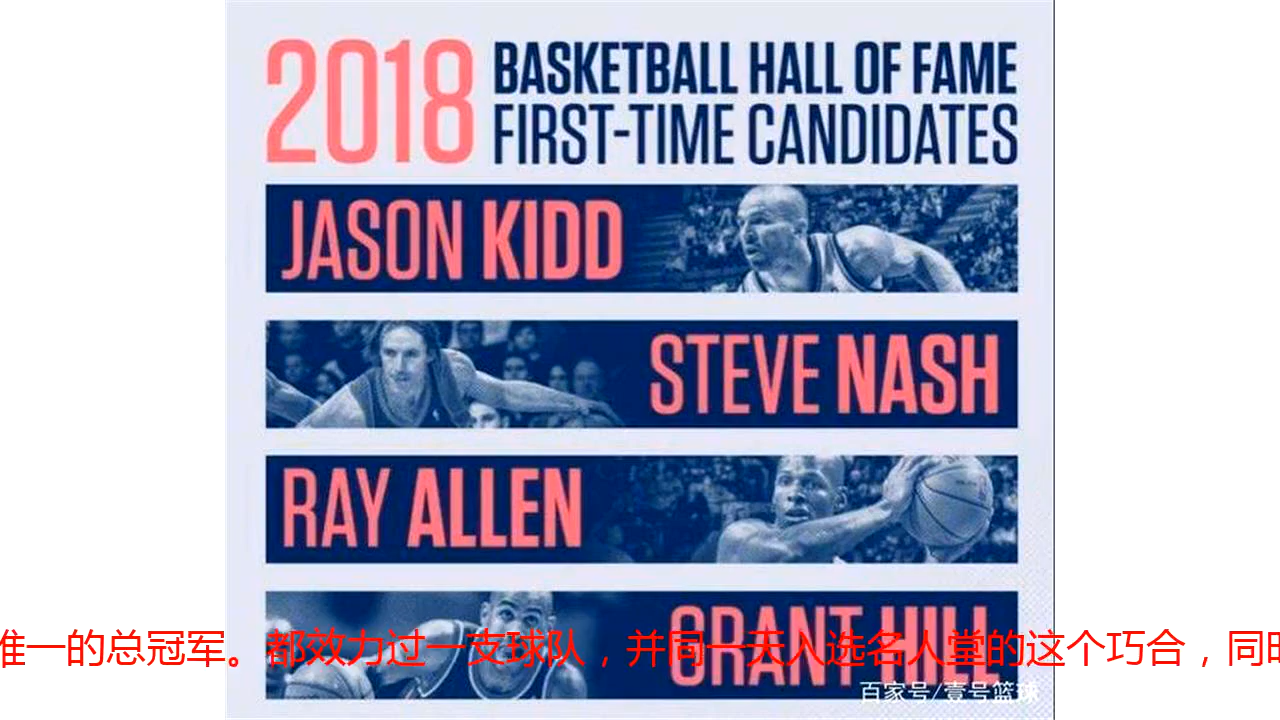 2018
BASKETBALL HALL OF FAME
FIRST-TIME CANDIDATES
JASON KIDD
STEVE NASH
RAY ALLEN
GRANT HILL
唯一的总冠军。都效力过一支球队，并同一天入选名人堂的这个巧合，同时
百家号/壹号篮球